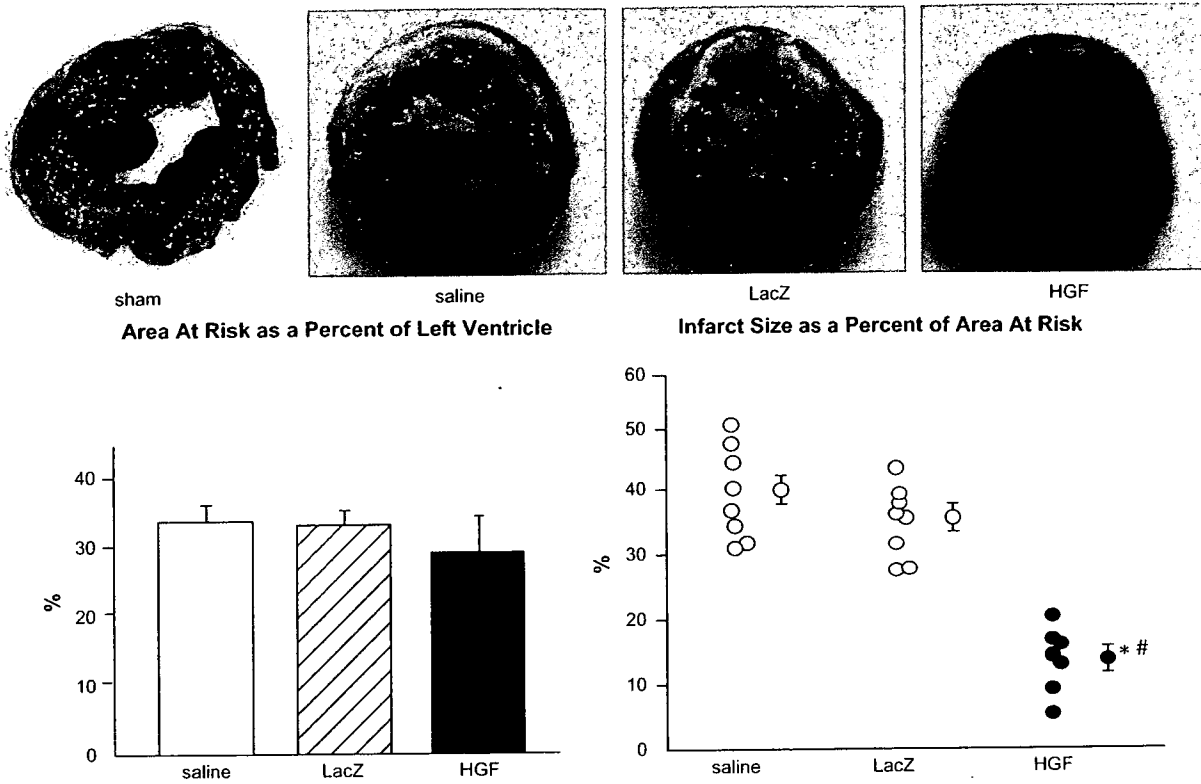 sham
saline
LacZ
HGF
Area At Risk as a Percent of Left Ventricle
Infarct Size as a Percent of Area At Risk
%
40
30
20
10
0
saline
LacZ
HGF
%
60
50
40
30
20
10
0
* #
saline
LacZ
HGF